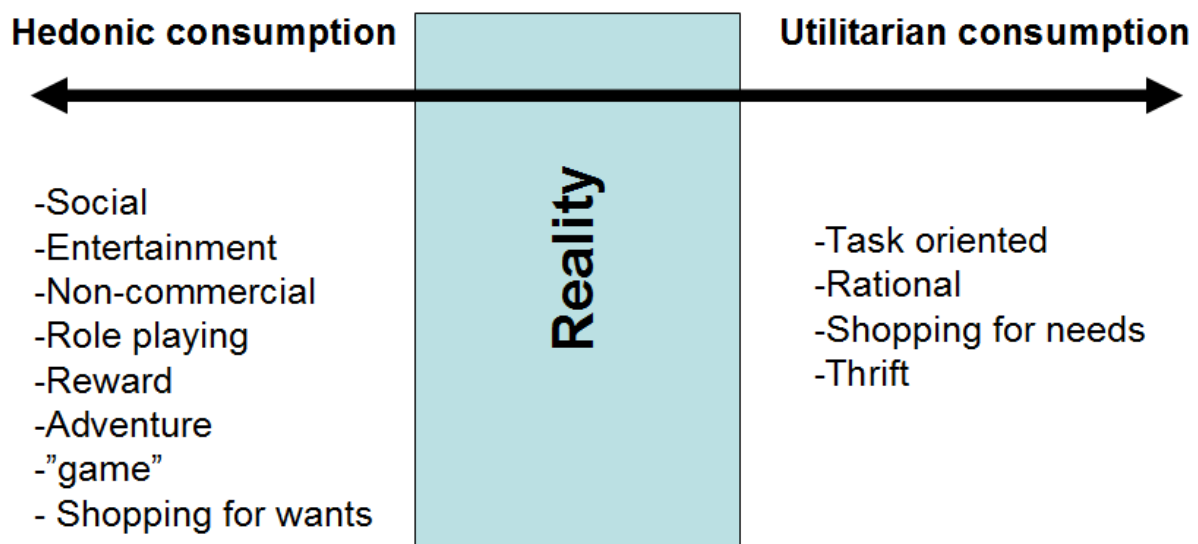 Hedonic consumption
Utilitarian consumption
Reality
-Social
-Entertainment
-Non-commercial
-Role playing
-Reward
-Adventure
-”game”
- Shopping for wants
-Task oriented
-Rational
-Shopping for needs
-Thrift